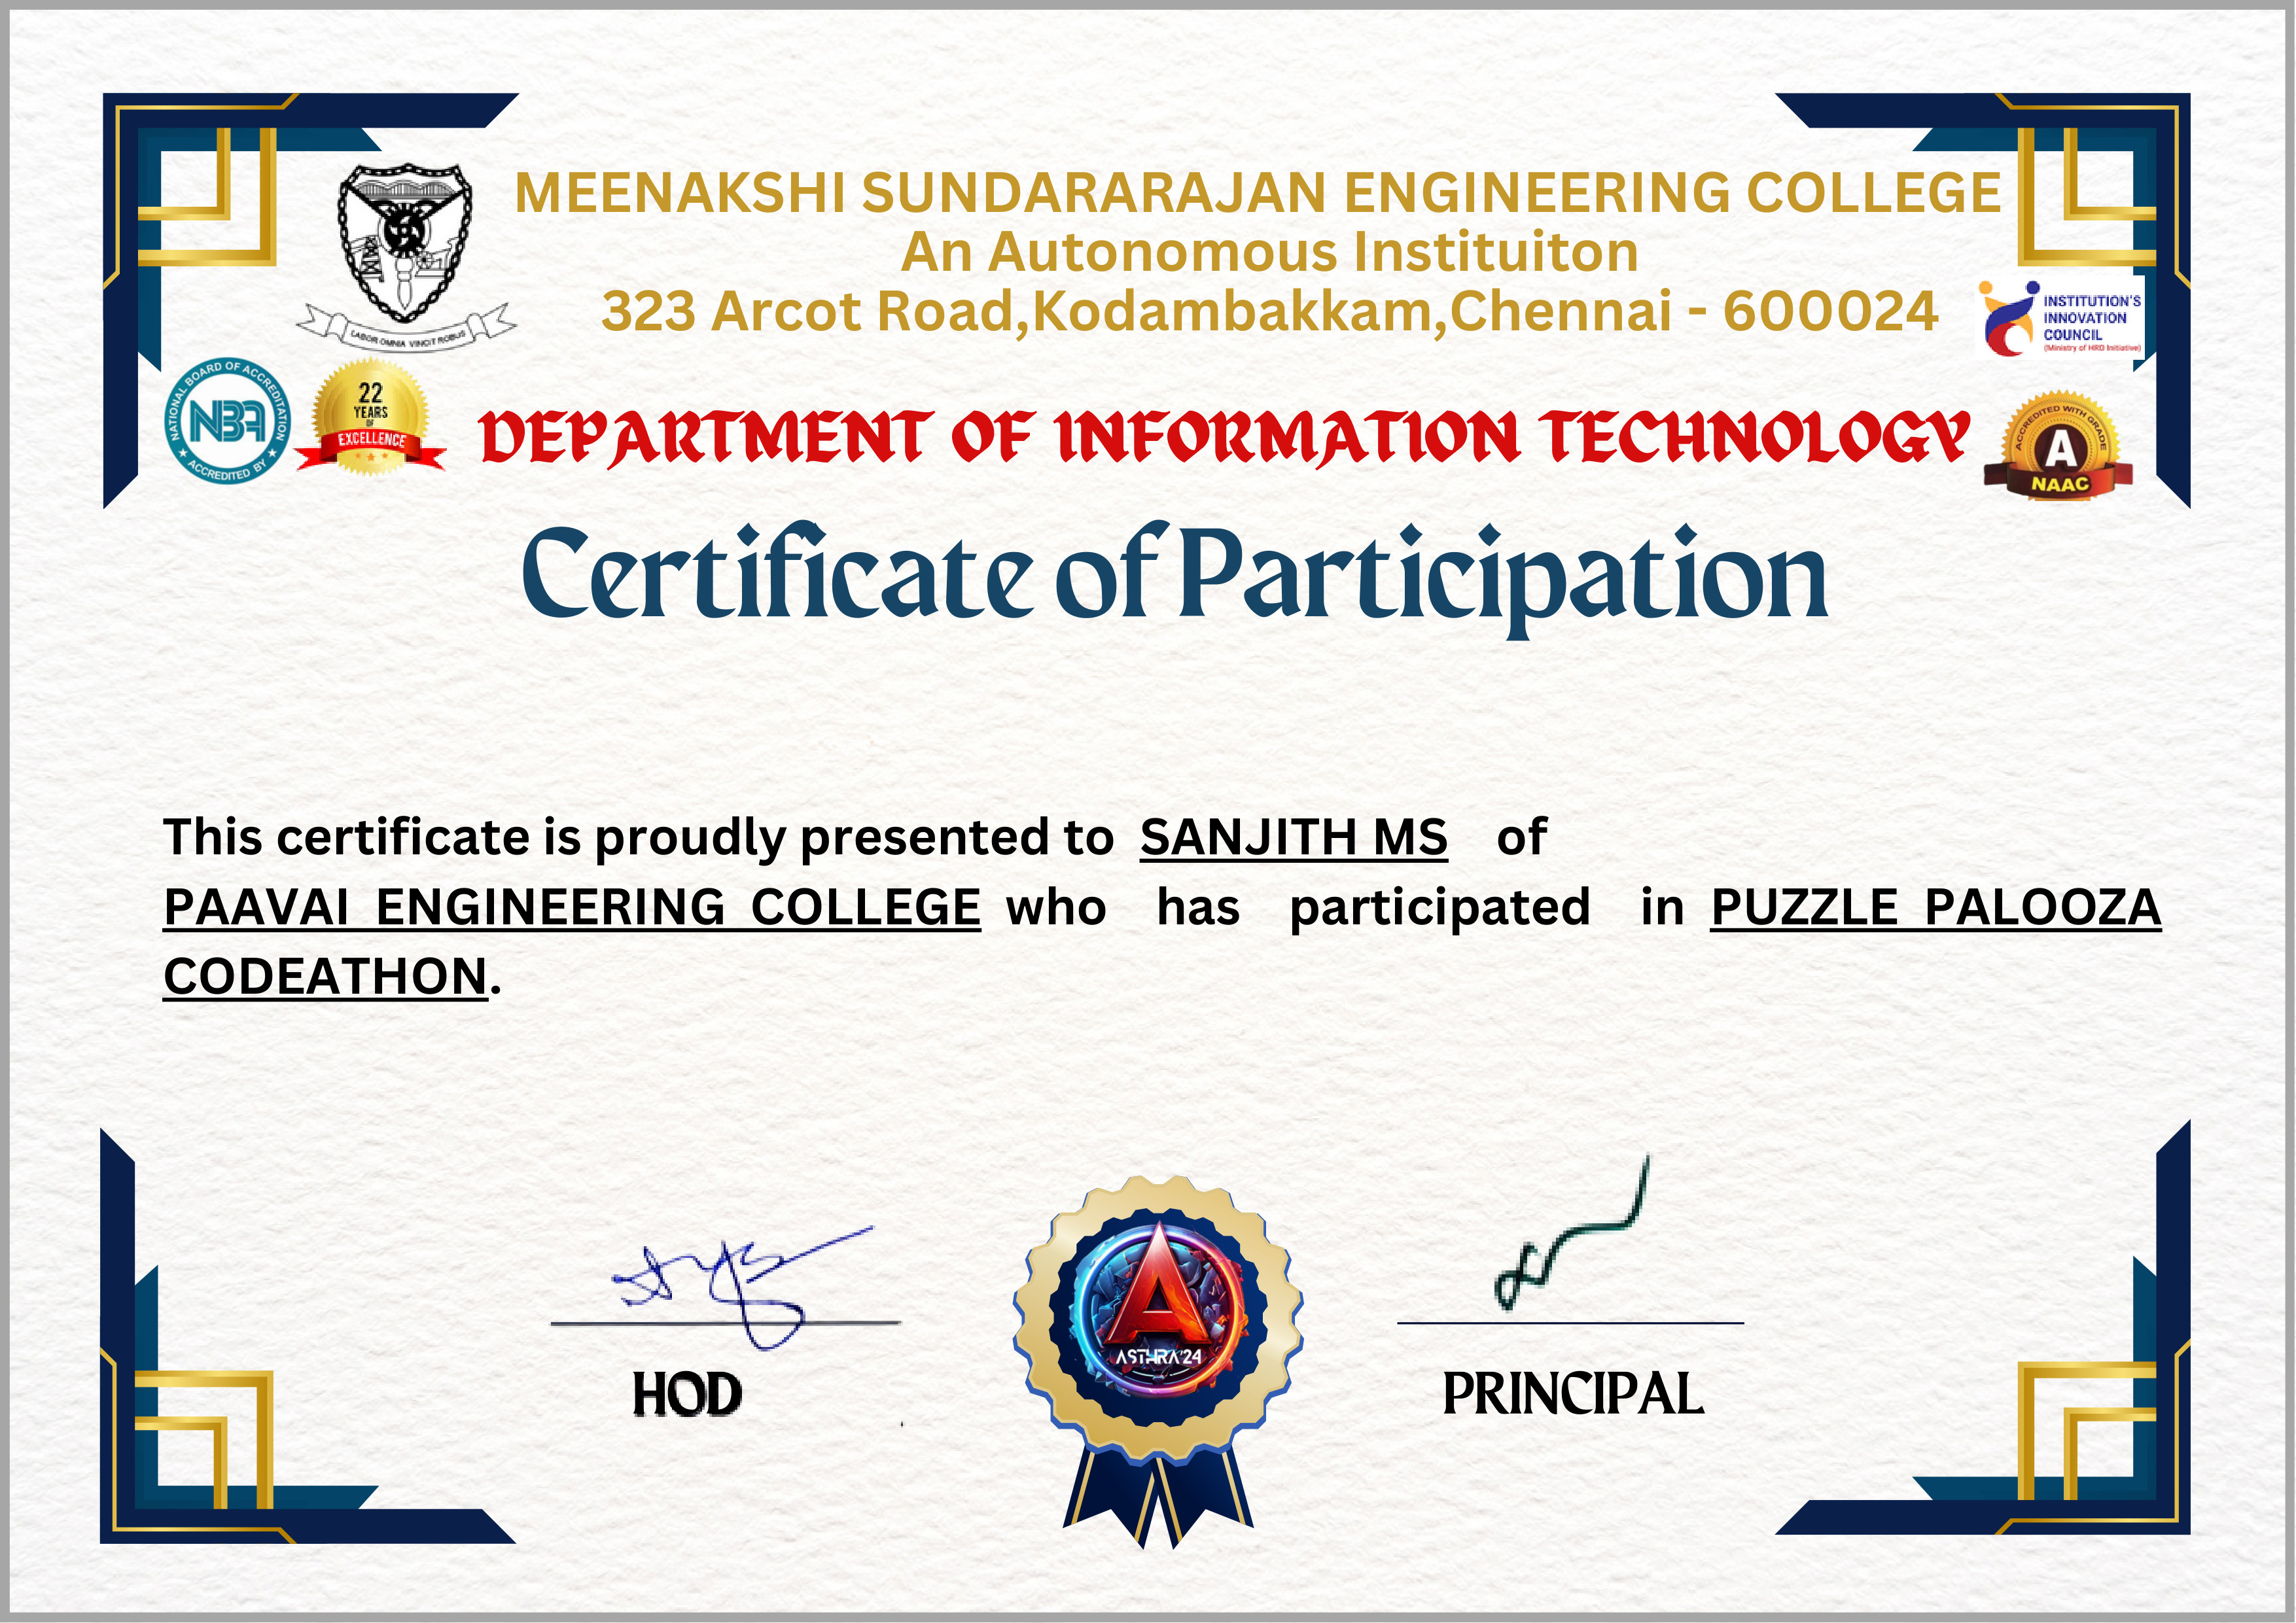 MEENAKSHI SUNDARARAJAN ENGINEERING COLLEGE
An Autonomous Instituiton
323 Arcot Road,Kodambakkam,Chennai - 600024
LABOR OMNIA VINCIT ROBUS
INSTITUTION'S
INNOVATION
COUNCIL
(Ministry of HRD Initiative)
NATIONAL BOARD OF ACCREDITATION
NBA
★ ACCREDITED BY ★
22
YEARS
OF
EXCELLENCE
DEPARTMENT OF INFORMATION TECHNOLOGY
ACCREDITED WITH GRADE
A
NAAC
Certificate of Participation
This certificate is proudly presented to SANJITH MS of
PAAVAI ENGINEERING COLLEGE who has participated in PUZZLE PALOOZA
CODEATHON.
A
ASTHRA'24
HOD
PRINCIPAL